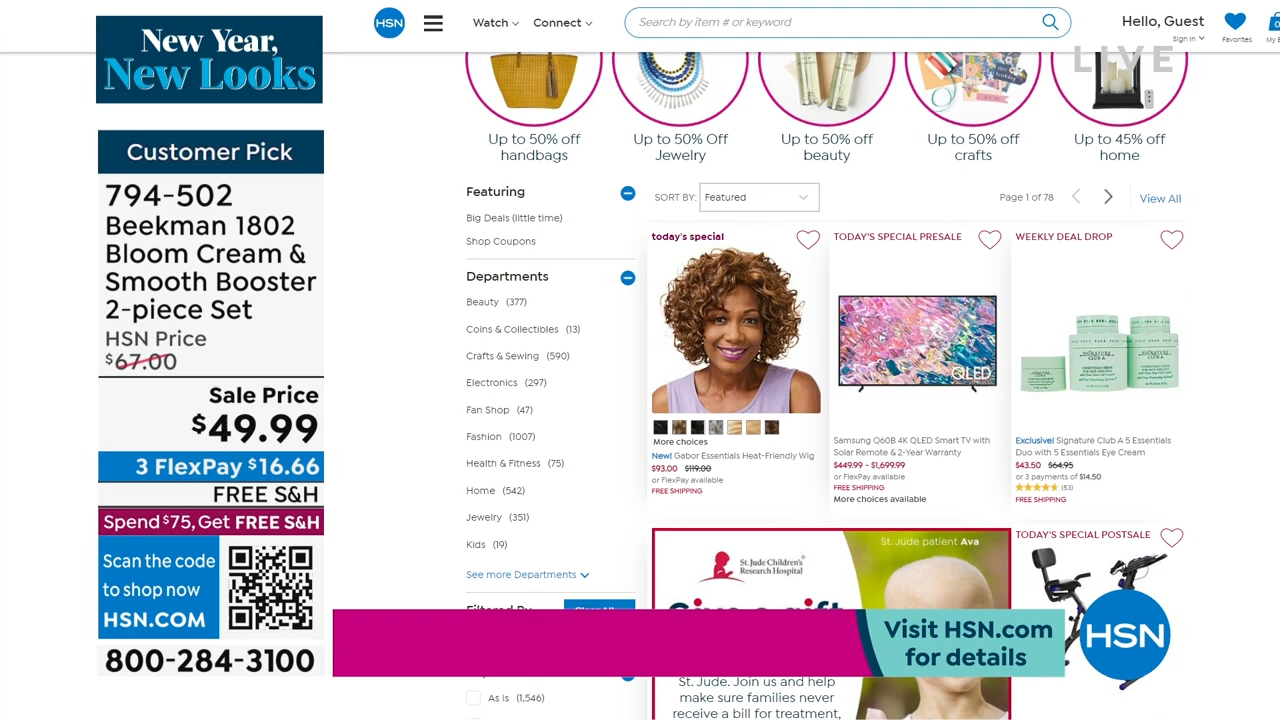 New Year,
New Looks
Customer Pick
794-502
Beekman 1802
Bloom Cream &
Smooth Booster
2-piece Set
HSN Price
$67.00
Sale Price
$49.99
3 FlexPay $16.66
FREE S&H
Spend $75, Get FREE S&H
Scan the code
to shop now
HSN.COM
800-284-3100
HSN
Watch
Connect
Search by item # or keyword
Hello, Guest
Sign In
Favorites
LIVE
Up to 50% off
handbags
Up to 50% Off
Jewelry
Up to 50% off
beauty
Up to 50% off
crafts
Up to 45% off
home
Featuring
Big Deals (little time)
Shop Coupons
Departments
Beauty (377)
Coins & Collectibles (13)
Crafts & Sewing (590)
Electronics (297)
Fan Shop (47)
Fashion (1007)
Health & Fitness (75)
Home (542)
Jewelry (351)
Kids (19)
See more Departments
As Is (1,546)
SORT BY: Featured
Page 1 of 78
View All
today's special
More choices
New! Gabor Essentials Heat-Friendly Wig
$93.00 $119.00
or FlexPay available
FREE SHIPPING
TODAY'S SPECIAL PRESALE
QLED
Samsung Q60B 4K QLED Smart TV with
Solar Remote & 2-Year Warranty
$449.99 - $1,699.99
or FlexPay available
FREE SHIPPING
More choices available
WEEKLY DEAL DROP
SIGNATURE
CLUB A
Exclusive! Signature Club A 5 Essentials
Duo with 5 Essentials Eye Cream
$43.50 $64.95
or 3 payments of $14.50
(53)
FREE SHIPPING
St. Jude Children's
Research Hospital
St. Jude patient Ava
Give a gift
St. Jude. Join us and help
make sure families never
receive a bill for treatment,
TODAY'S SPECIAL POSTSALE
Visit HSN.com
for details
HSN